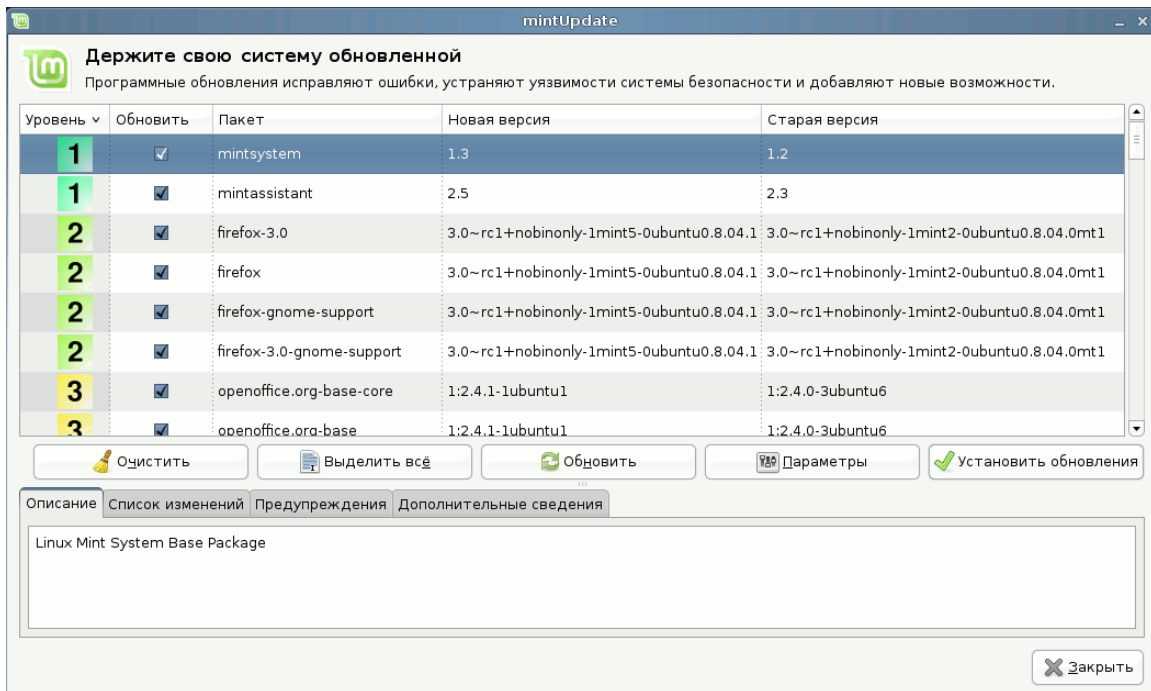 mintUpdate
Держите свою систему обновленной
Программные обновления исправляют ошибки, устраняют уязвимости системы безопасности и добавляют новые возможности.
Уровень Обновить Пакет Новая версия Старая версия
1 mintsystem 1.3 1.2
1 mintassistant 2.5 2.3
2 firefox-3.0 3.0~rc1+nobinonly-1mint5-0ubuntu0.8.04.1 3.0~rc1+nobinonly-1mint2-0ubuntu0.8.04.0mt1
2 firefox 3.0~rc1+nobinonly-1mint5-0ubuntu0.8.04.1 3.0~rc1+nobinonly-1mint2-0ubuntu0.8.04.0mt1
2 firefox-gnome-support 3.0~rc1+nobinonly-1mint5-0ubuntu0.8.04.1 3.0~rc1+nobinonly-1mint2-0ubuntu0.8.04.0mt1
2 firefox-3.0-gnome-support 3.0~rc1+nobinonly-1mint5-0ubuntu0.8.04.1 3.0~rc1+nobinonly-1mint2-0ubuntu0.8.04.0mt1
3 openoffice.org-base-core 1:2.4.1-1ubuntu1 1:2.4.0-3ubuntu6
3 openoffice.org-base 1:2.4.1-1ubuntu1 1:2.4.0-3ubuntu6
Очистить Выделить всё Обновить Параметры Установить обновления
Описание Список изменений Предупреждения Дополнительные сведения
Linux Mint System Base Package
Закрыть